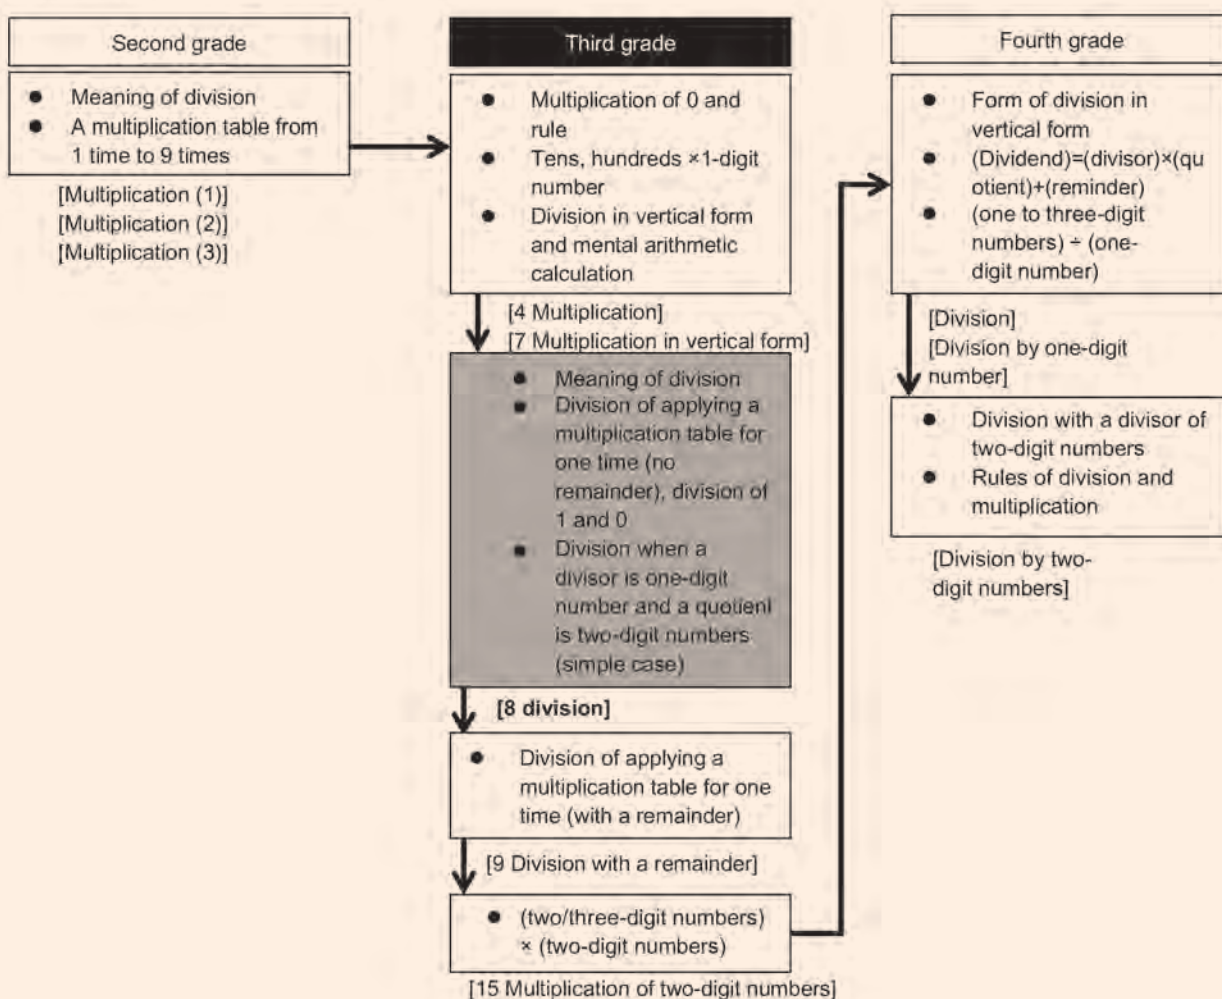 Second grade
● Meaning of division
● A multiplication table from
1 time to 9 times
[Multiplication (1)]
[Multiplication (2)]
[Multiplication (3)]
Third grade
● Multiplication of 0 and
rule
● Tens, hundreds ×1-digit
number
● Division in vertical form
and mental arithmetic
calculation
[4 Multiplication]
[7 Multiplication in vertical form]
● Meaning of division
● Division of applying a
multiplication table for
one time (no
remainder), division of
1 and 0
● Division when a
divisor is one-digit
number and a quotient
is two-digit numbers
(simple case)
[8 division]
● Division of applying a
multiplication table for one
time (with a remainder)
[9 Division with a remainder]
● (two/three-digit numbers)
× (two-digit numbers)
[15 Multiplication of two-digit numbers]
Fourth grade
● Form of division in
vertical form
● (Dividend)=(divisor)×(qu
otient)+(reminder)
● (one to three-digit
numbers) ÷ (one-
digit number)
[Division]
[Division by one-digit
number]
● Division with a divisor of
two-digit numbers
● Rules of division and
multiplication
[Division by two-
digit numbers]